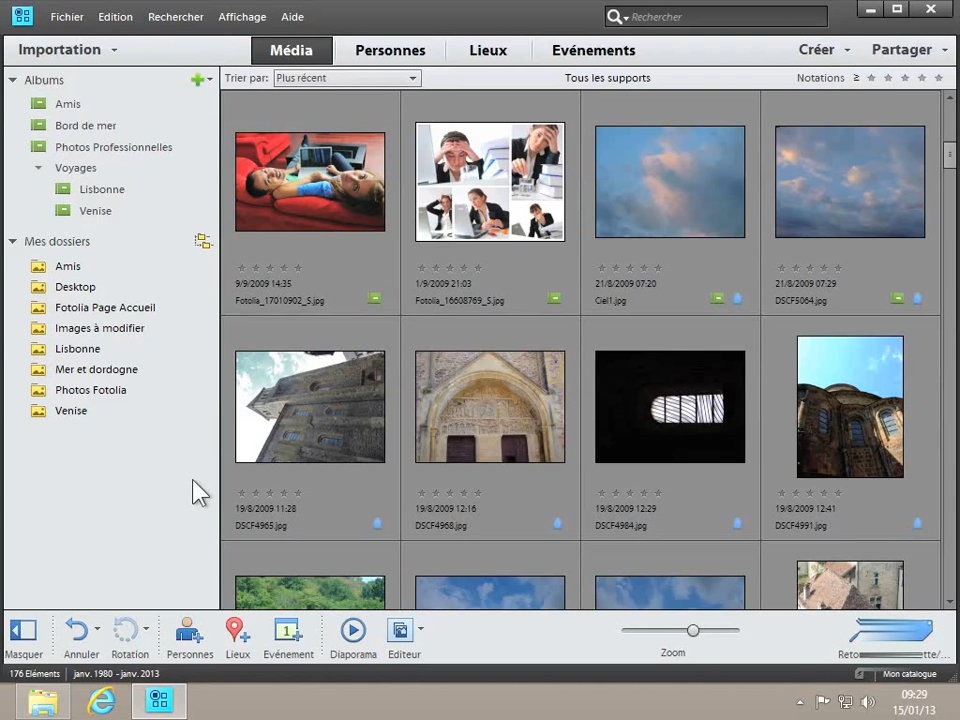 Fichier Edition Rechercher Affichage Aide Rechercher
Importation Média Personnes Lieux Evénements Créer Partager
Albums Trier par: Plus récent Tous les supports Notations ≥
Amis
Bord de mer
Photos Professionnelles
Voyages
Lisbonne
Venise
Mes dossiers
Amis
Desktop
Fotolia Page Accueil
Images à modifier
Lisbonne
Mer et dordogne
Photos Fotolia
Venise
9/9/2009 14:35 1/9/2009 21:03 21/8/2009 07:20 21/8/2009 07:29
Fotolia_17010902_S.jpg Fotolia_16608769_S.jpg Ciel1.jpg DSCF5064.jpg
19/8/2009 11:28 19/8/2009 12:16 19/8/2009 12:29 19/8/2009 12:41
DSCF4965.jpg DSCF4968.jpg DSCF4984.jpg DSCF4991.jpg
Masquer Annuler Rotation Personnes Lieux 1 Evénement Diaporama Editeur Zoom
176 Eléments janv. 1980 - janv. 2013 Mon catalogue
09:29
15/01/13